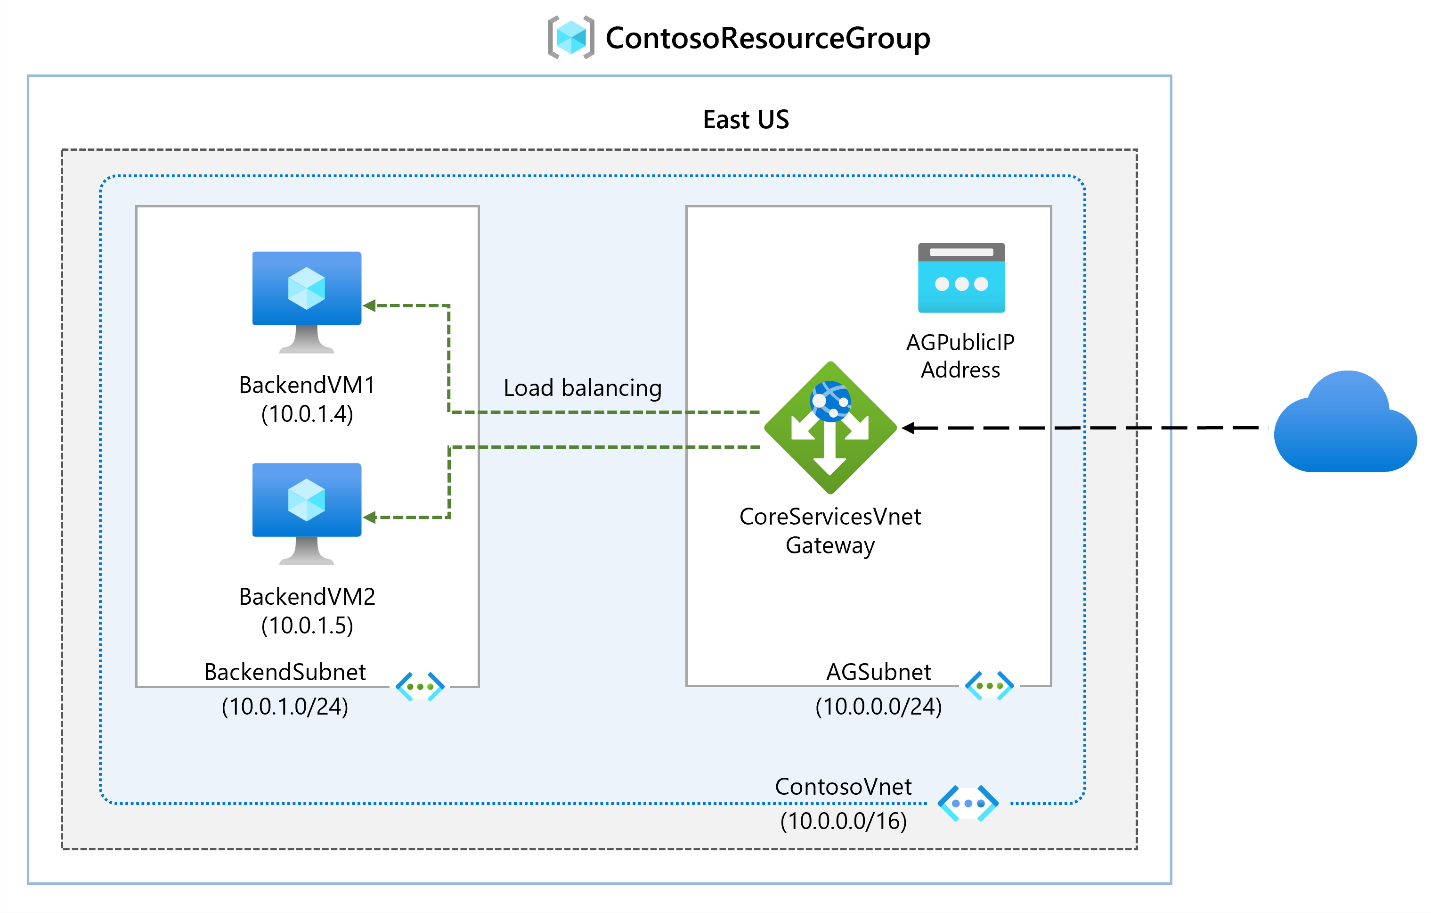 ContosoResourceGroup
East US
BackendVM1
(10.0.1.4)
BackendVM2
(10.0.1.5)
BackendSubnet
(10.0.1.0/24)
Load balancing
AGPublicIP
Address
CoreServicesVnet
Gateway
AGSubnet
(10.0.0.0/24)
ContosoVnet
(10.0.0.0/16)